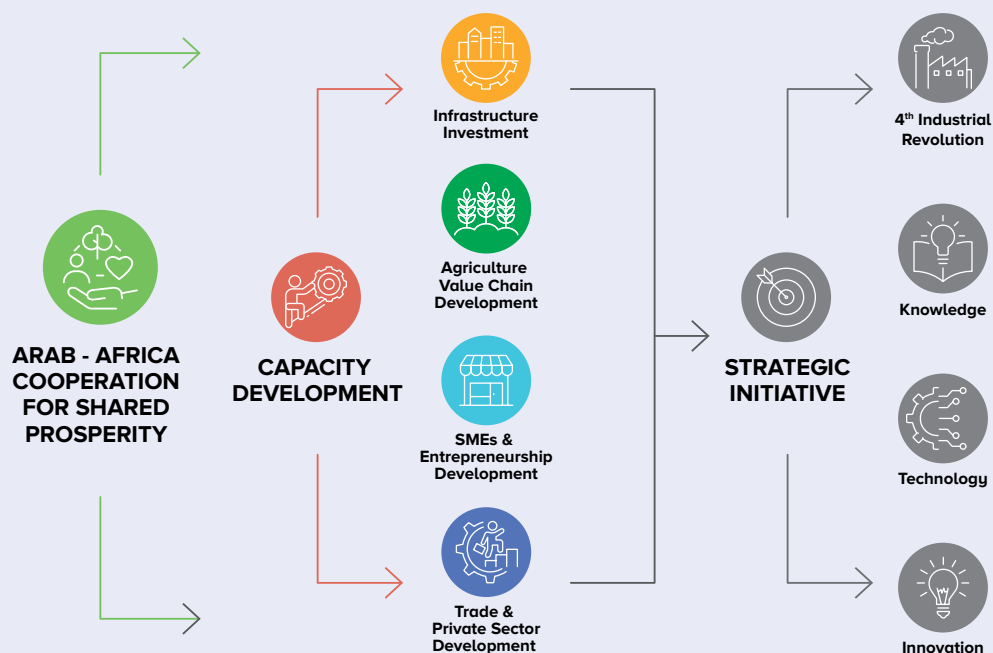 ARAB - AFRICA
COOPERATION
FOR SHARED
PROSPERITY
CAPACITY
DEVELOPMENT
Infrastructure
Investment
Agriculture
Value Chain
Development
SMEs &
Entrepreneurship
Development
Trade &
Private Sector
Development
STRATEGIC
INITIATIVE
4th Industrial
Revolution
Knowledge
Technology
Innovation